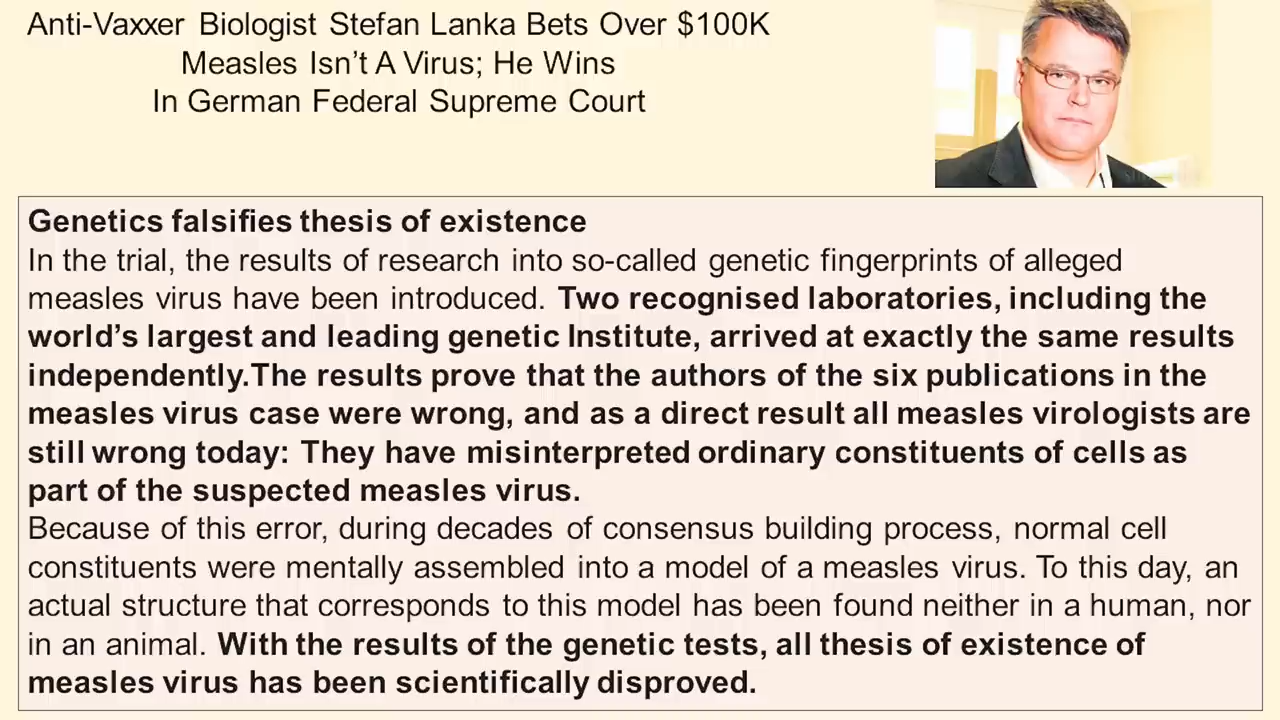 Anti-Vaxxer Biologist Stefan Lanka Bets Over $100K
Measles Isn’t A Virus; He Wins
In German Federal Supreme Court
Genetics falsifies thesis of existence
In the trial, the results of research into so-called genetic fingerprints of alleged
measles virus have been introduced. Two recognised laboratories, including the
world’s largest and leading genetic Institute, arrived at exactly the same results
independently.The results prove that the authors of the six publications in the
measles virus case were wrong, and as a direct result all measles virologists are
still wrong today: They have misinterpreted ordinary constituents of cells as
part of the suspected measles virus.
Because of this error, during decades of consensus building process, normal cell
constituents were mentally assembled into a model of a measles virus. To this day, an
actual structure that corresponds to this model has been found neither in a human, nor
in an animal. With the results of the genetic tests, all thesis of existence of
measles virus has been scientifically disproved.